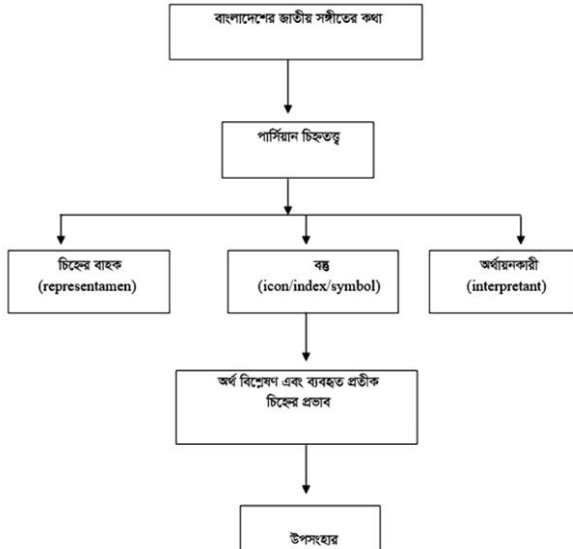 বাংলাদেশের জাতীয় সঙ্গীতের কথা
পার্সিয়ান চিহ্নতত্ত্ব
চিহ্নের বাহক
(representamen)
বস্তু
(icon/index/symbol)
অর্থায়নকারী
(interpretant)
অর্থ বিশ্লেষণ এবং ব্যবহৃত প্রতীক
চিহ্নের প্রভাব
উপসংহার